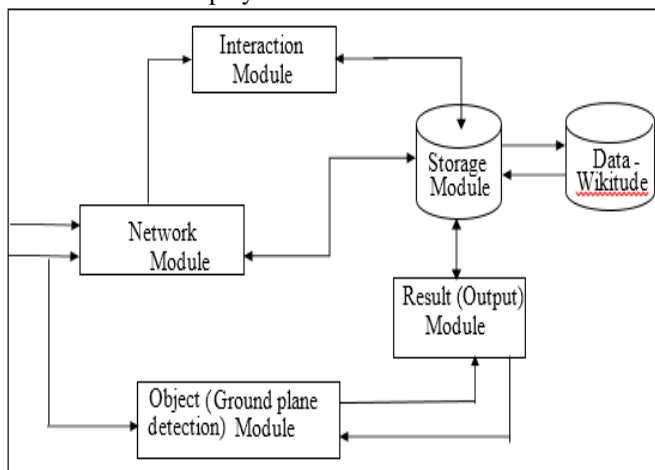 Interaction
Module
Storage
Module
Data -
Wikitude
Network
Module
Result (Output)
Module
Object (Ground plane
detection) Module